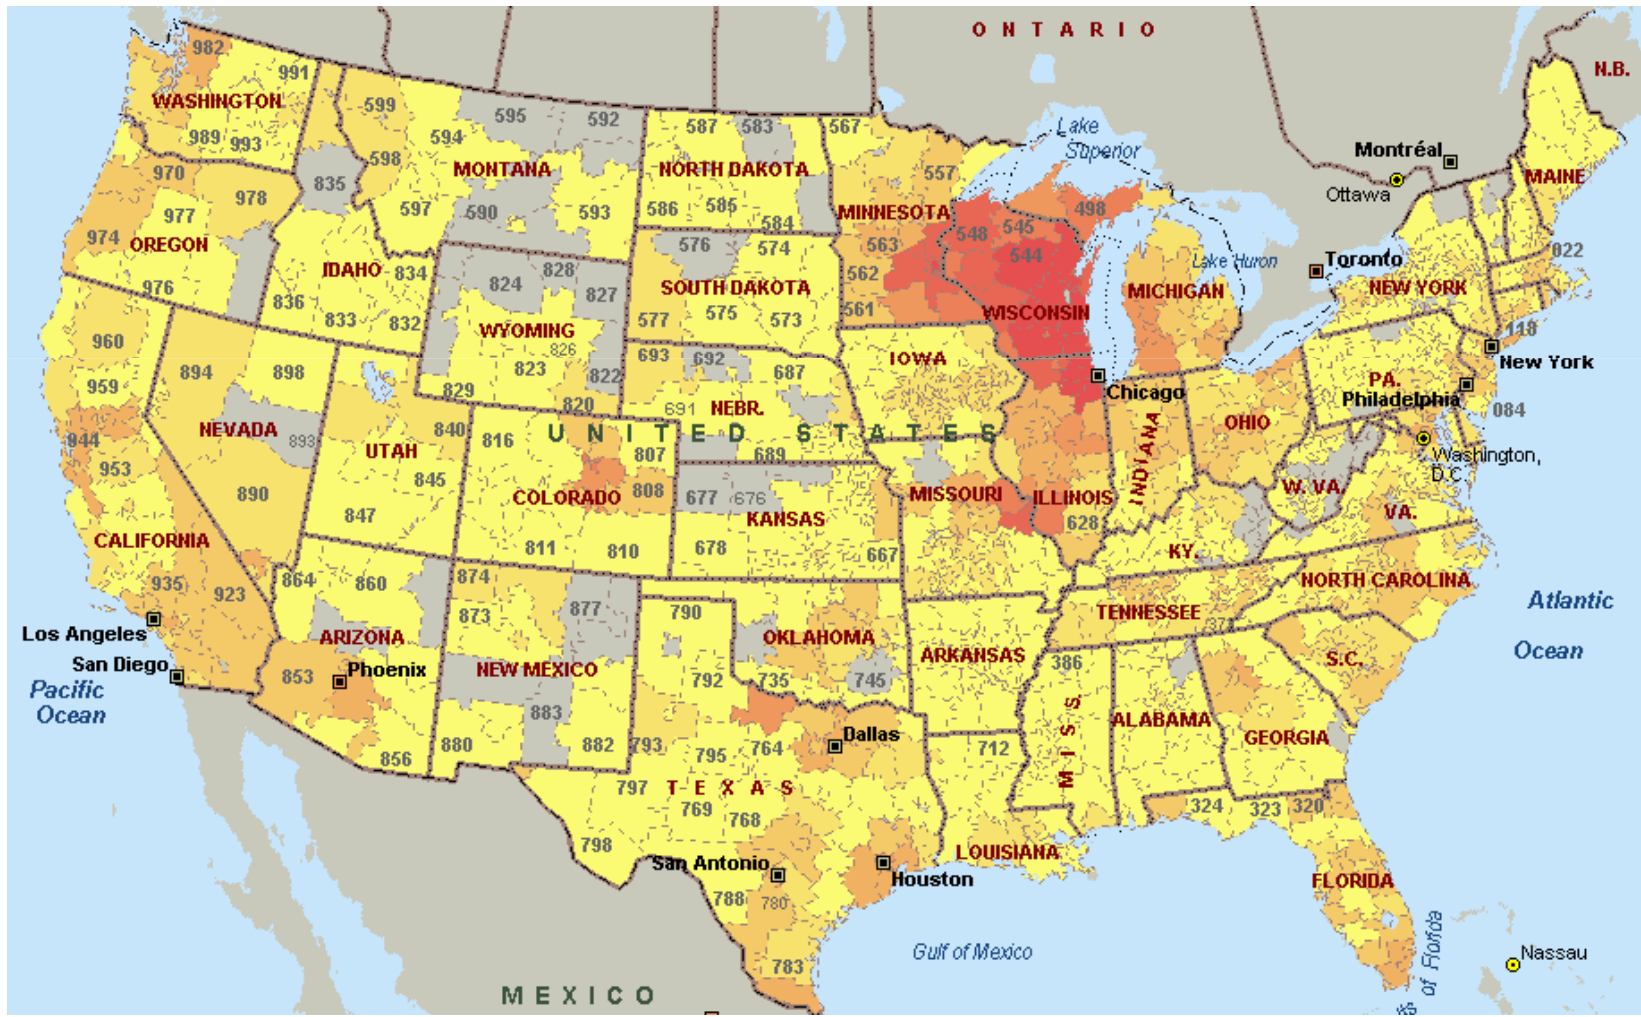 ONTARIO
N.B.
982
991
WASHINGTON
989
993
599
594
595
592
598
MONTANA
597
590
593
835
587
583
567
NORTH DAKOTA
586
585
584
557
Lake
Superior
MINNESOTA
498
548
545
544
563
562
561
WISCONSIN
Montréal
Ottawa
MAINE
Toronto
Lake Huron
MICHIGAN
NEW YORK
022
970
978
977
974
OREGON
976
IDAHO
834
836
833
832
576
574
SOUTH DAKOTA
577
575
573
824
828
827
WYOMING
826
823
822
829
820
960
959
894
898
NEVADA
893
944
953
890
UTAH
840
845
847
693
692
687
691
NEBR.
689
IOWA
Chicago
118
New York
PA.
Philadelphia
084
OHIO
Washington,
D.C.
UNITED STATES
816
807
COLORADO
808
811
810
677
676
KANSAS
678
667
MISSOURI
ILLINOIS
628
INDIANA
W. VA.
VA.
KY.
CALIFORNIA
935
923
Los Angeles
San Diego
Pacific
Ocean
864
860
ARIZONA
853
Phoenix
856
874
873
877
NEW MEXICO
883
880
882
790
792
793
795
764
735
745
OKLAHOMA
ARKANSAS
TENNESSEE
NORTH CAROLINA
S.C.
Atlantic
Ocean
386
MISS.
ALABAMA
GEORGIA
712
Dallas
797
TEXAS
769
768
798
San Antonio
788
780
783
Houston
LOUISIANA
324
323
320
FLORIDA
Gulf of Mexico
of Florida
Nassau
MEXICO